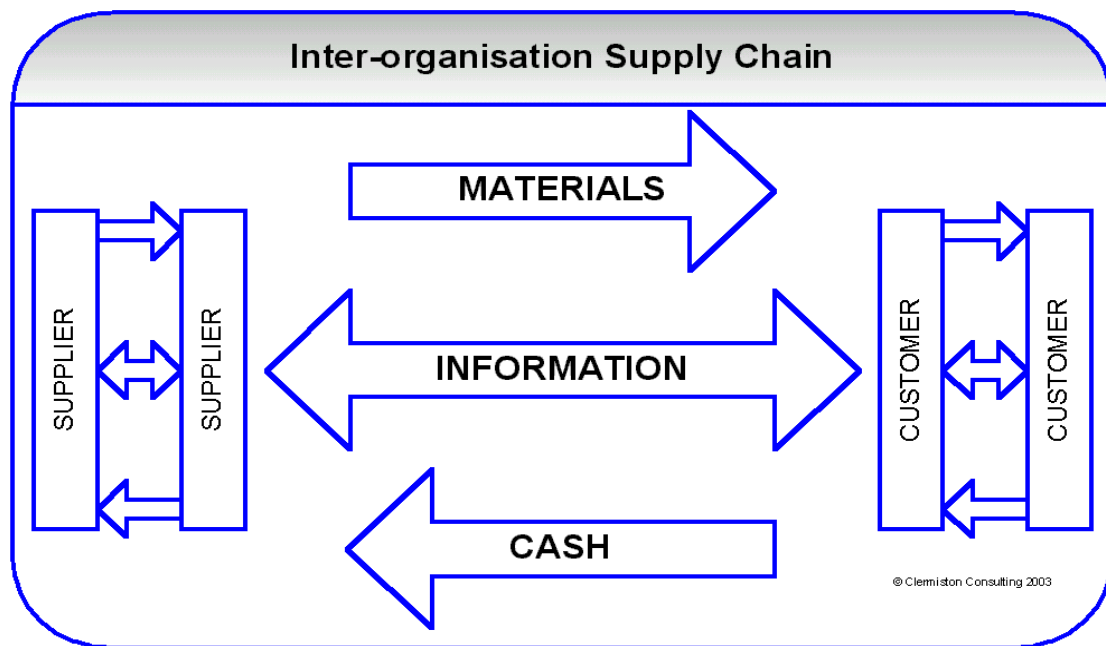 Inter-organisation Supply Chain
MATERIALS
SUPPLIER
SUPPLIER
INFORMATION
CUSTOMER
CUSTOMER
CASH
© Clermiston Consulting 2003